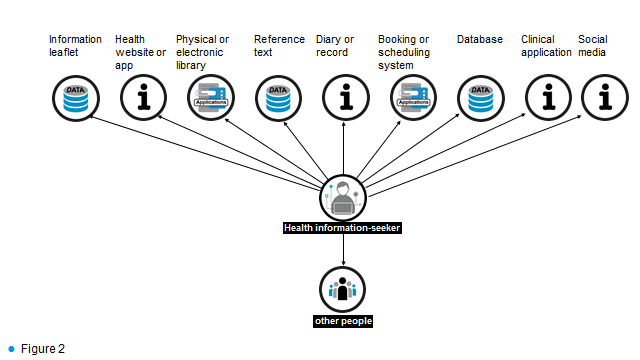 Information
leaflet
Health
website or
app
Physical or
electronic
library
Reference
text
Diary or
record
Booking or
scheduling
system
Database
Clinical
application
Social
media
DATA
Applications
DATA
Applications
DATA
Health information-seeker
other people
Figure 2